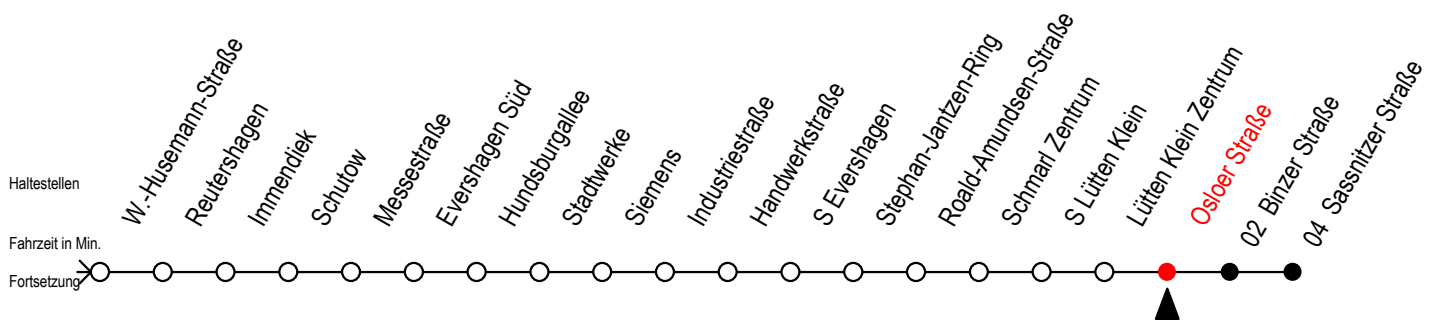 Haltestellen
W.-Husemann-Straße
Reutershagen
Immendiek
Schutow
Messestraße
Evershagen Süd
Hundsburgallee
Stadtwerke
Siemens
Industriestraße
Handwerkstraße
S Evershagen
Stephan-Jantzen-Ring
Roald-Amundsen-Straße
Schmarl Zentrum
S Lütten Klein
Lütten Klein Zentrum
Osloer Straße
02 Binzer Straße
04 Sassnitzer Straße
Fahrzeit in Min.
Fortsetzung